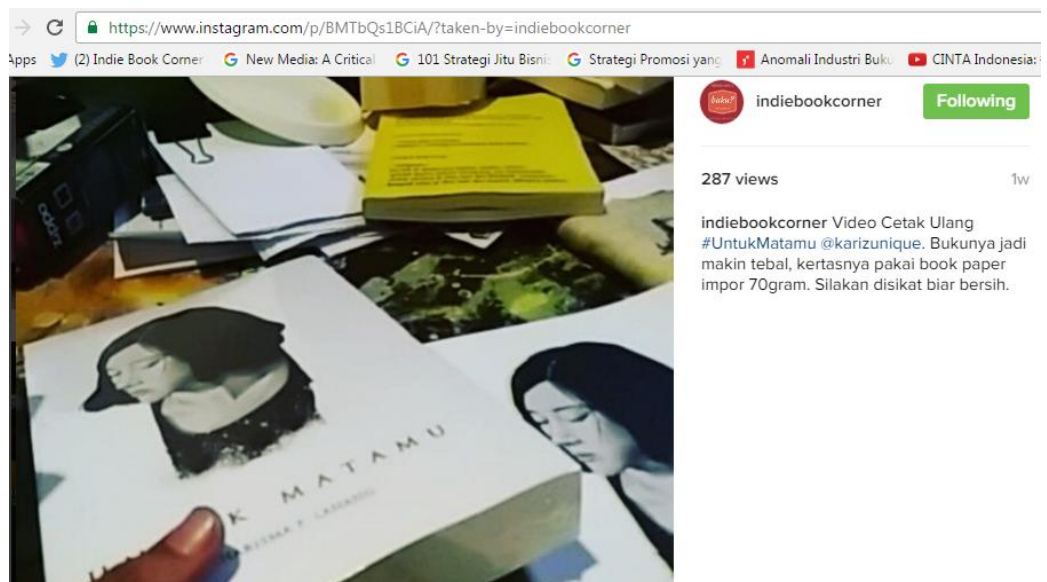 https://www.instagram.com/p/BMTbQs1BCiA/?taken-by=indiebookcorner
Apps (2) Indie Book Corner New Media: A Critical 101 Strategi Jitu Bisni Strategi Promosi yang Anomali Industri Buku CINTA Indonesia:
buku?
indiebookcorner Following
287 views 1w
indiebookcorner Video Cetak Ulang
#UntukMatamu @karizunique. Bukunya jadi
makin tebal, kertasnya pakai book paper
impor 70gram. Silakan disikat biar bersih.
K MATAMU